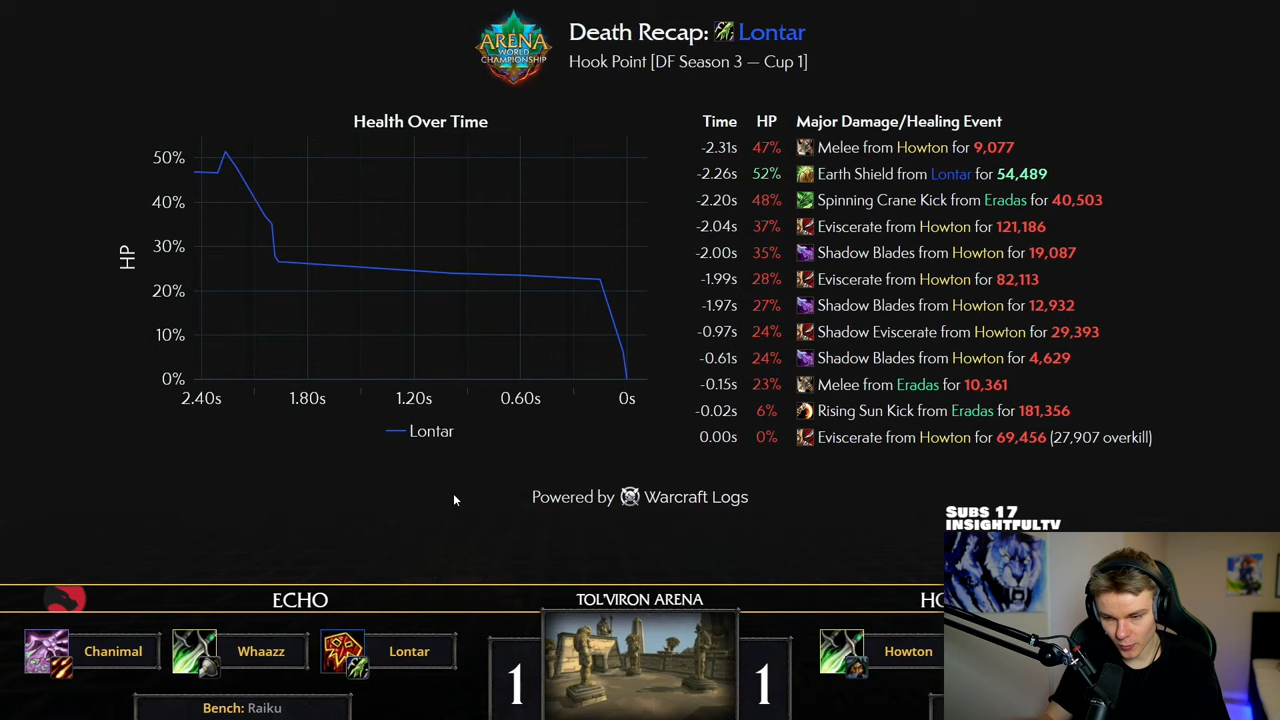 ARENA
WORLD
CHAMPIONSHIP
Death Recap: Lontar
Hook Point [DF Season 3 — Cup 1]
Health Over Time
HP
50%
40%
30%
20%
10%
0%
2.40s 1.80s 1.20s 0.60s 0s
Lontar
Time HP Major Damage/Healing Event
-2.31s 47% Melee from Howton for 9,077
-2.26s 52% Earth Shield from Lontar for 54,489
-2.20s 48% Spinning Crane Kick from Eradas for 40,503
-2.04s 37% Eviscerate from Howton for 121,186
-2.00s 35% Shadow Blades from Howton for 19,087
-1.99s 28% Eviscerate from Howton for 82,113
-1.97s 27% Shadow Blades from Howton for 12,932
-0.97s 24% Shadow Eviscerate from Howton for 29,393
-0.61s 24% Shadow Blades from Howton for 4,629
-0.15s 23% Melee from Eradas for 10,361
-0.02s 6% Rising Sun Kick from Eradas for 181,356
0.00s 0% Eviscerate from Howton for 69,456 (27,907 overkill)
Powered by Warcraft Logs
SUBS 17
INSIGHTFULTV
ECHO TOL'VIRON ARENA HO
Chanimal Whaazz Lontar 1 1 Howton
Bench: Raiku